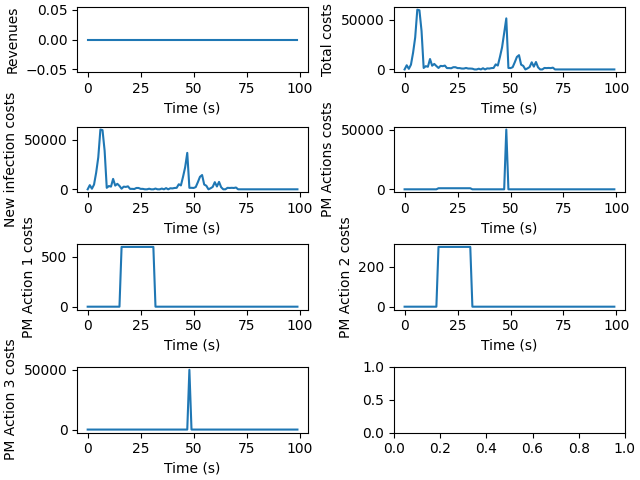 Revenues
0.05
0.00
−0.05
0 25 50 75 100
Time (s)
Total costs
50000
0
0 25 50 75 100
Time (s)
New infection costs
50000
0
0 25 50 75 100
Time (s)
PM Actions costs
50000
0
0 25 50 75 100
Time (s)
PM Action 1 costs
500
0
0 25 50 75 100
Time (s)
PM Action 2 costs
200
0
0 25 50 75 100
Time (s)
PM Action 3 costs
50000
0
0 25 50 75 100
Time (s)
1.0
0.5
0.0
0.0 0.2 0.4 0.6 0.8 1.0